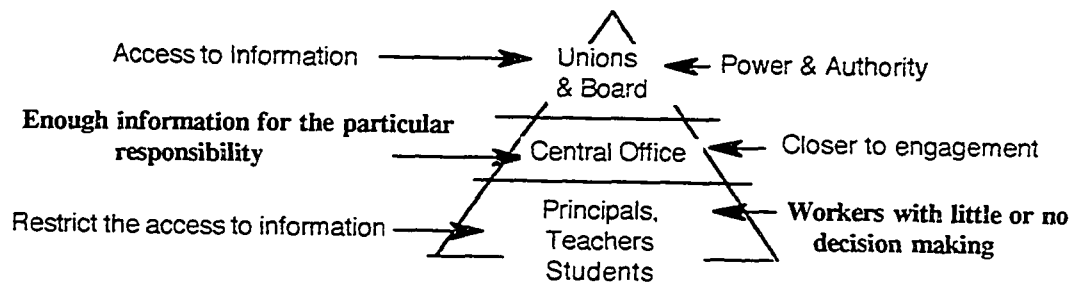 Access to Information
Unions
& Board
Power & Authority
Enough information for the particular
responsibility
Central Office
Closer to engagement
Restrict the access to information
Principals,
Teachers
Students
Workers with little or no
decision making